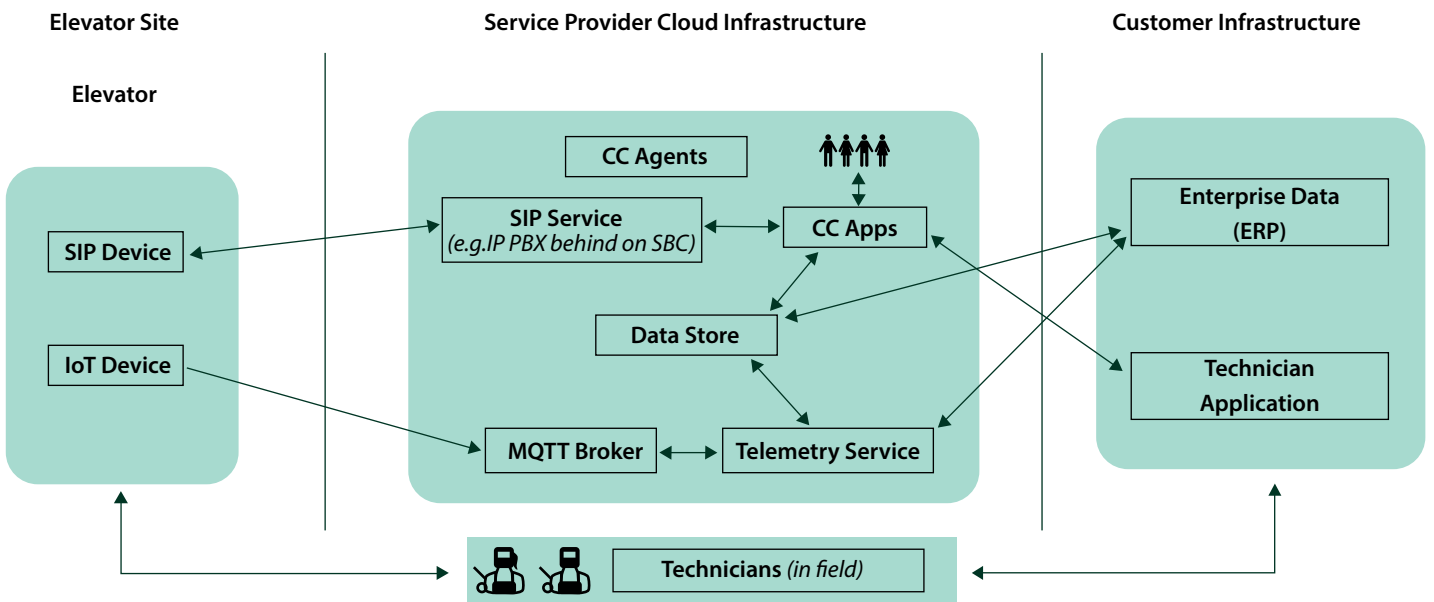 Elevator Site
Service Provider Cloud Infrastructure
Customer Infrastructure
Elevator
CC Agents
SIP Device
SIP Service
(e.g.IP PBX behind on SBC)
CC Apps
Enterprise Data
(ERP)
Data Store
IoT Device
Technician
Application
MQTT Broker
Telemetry Service
Technicians (in field)